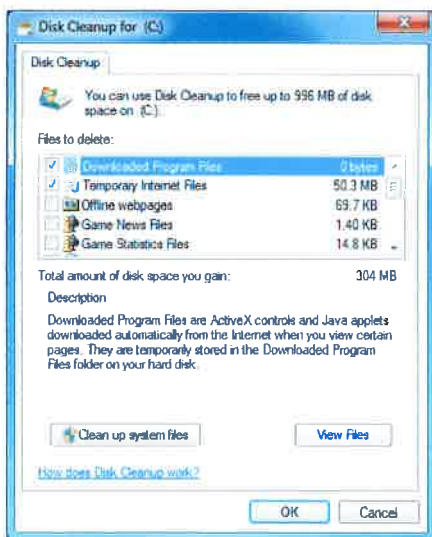 Disk Cleanup for (C:)
Disk Cleanup
You can use Disk Cleanup to free up to 996 MB of disk
space on (C:).
Files to delete:
Downloaded Program Files 0 bytes
Temporary Internet Files 50.3 MB
Offline webpages 69.7 KB
Game News Files 1.40 KB
Game Statistics Files 14.8 KB
Total amount of disk space you gain: 304 MB
Description
Downloaded Program Files are ActiveX controls and Java applets
downloaded automatically from the Internet when you view certain
pages. They are temporarily stored in the Downloaded Program
Files folder on your hard disk.
Clean up system files View Files
How does Disk Cleanup work?
OK Cancel